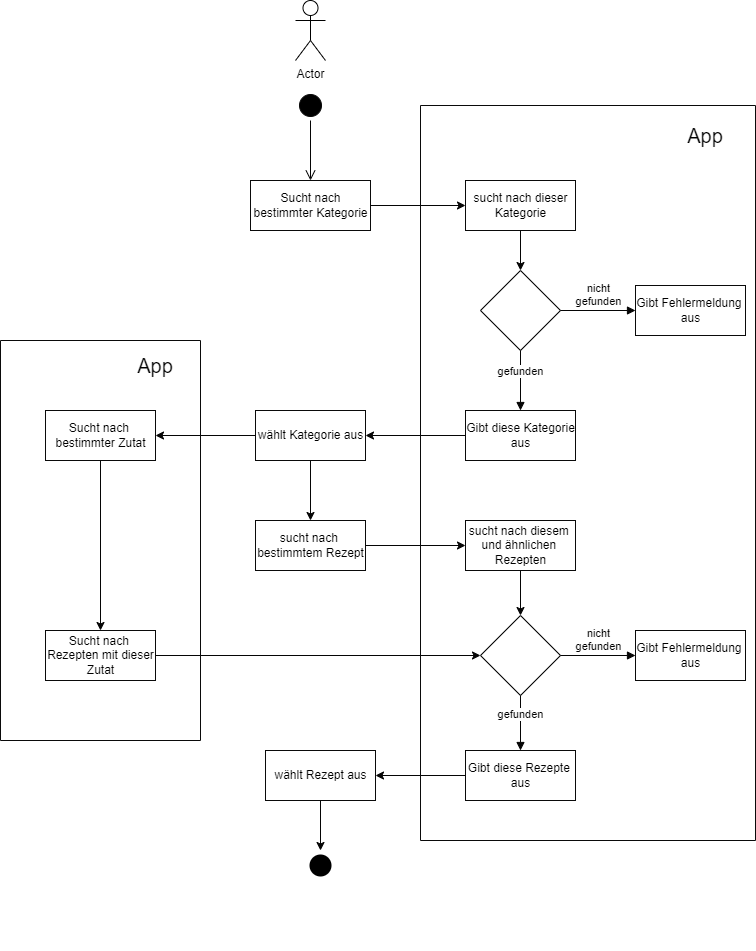 Actor
App
Sucht nach
bestimmter Kategorie
sucht nach dieser
Kategorie
nicht
gefunden
Gibt Fehlermeldung
aus
gefunden
App
Sucht nach
bestimmter Zutat
wählt Kategorie aus
Gibt diese Kategorie
aus
sucht nach
bestimmtem Rezept
sucht nach diesem
und ähnlichen
Rezepten
Sucht nach
Rezepten mit dieser
Zutat
nicht
gefunden
Gibt Fehlermeldung
aus
gefunden
wählt Rezept aus
Gibt diese Rezepte
aus